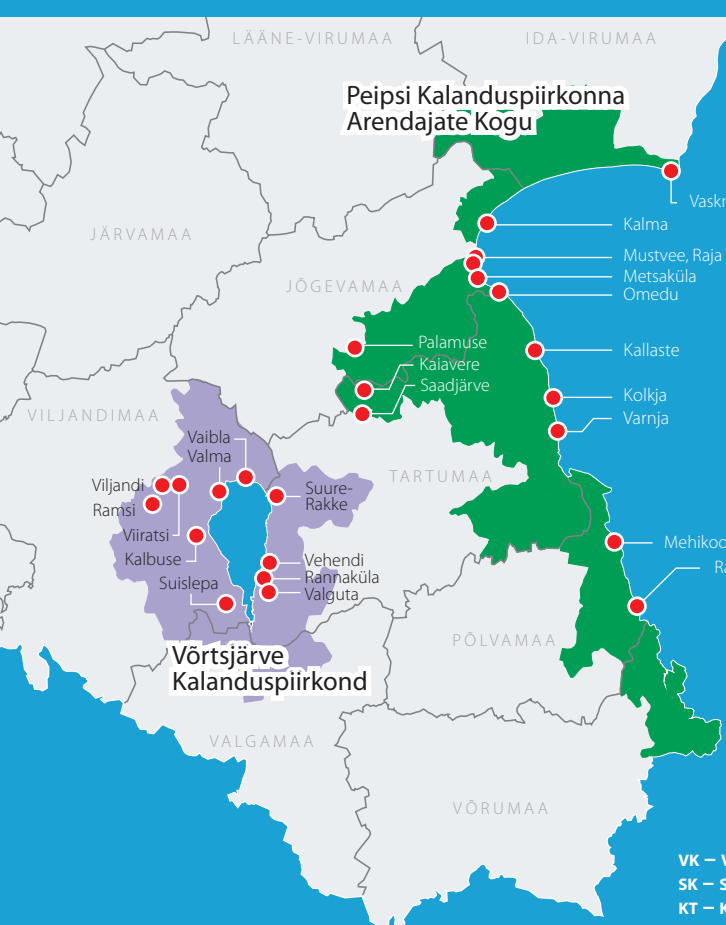 LÄÄNE-VIRUMAA
IDA-VIRUMAA
Peipsi Kalanduspiirkonna
Arendajate Kogu
Kalma
JÄRVAMAA
Mustvee, Raja
Metsaküla
JÕGEVAMAA
Omedu
Palamuse
Kallaste
Kaiavere
Saadjärve
Kolkja
VILJANDIMAA
Varnja
Vaibla
Valma
TARTUMAA
Viljandi
Suure-
Rakke
Ramsi
Viiratsi
Kalbuse
Vehendi
Rannaküla
Suislepa
Valguta
PÕLVAMAA
Võrtsjärve
Kalanduspiirkond
VALGAMAA
VÕRUMAA
VK –
SK –
KT –